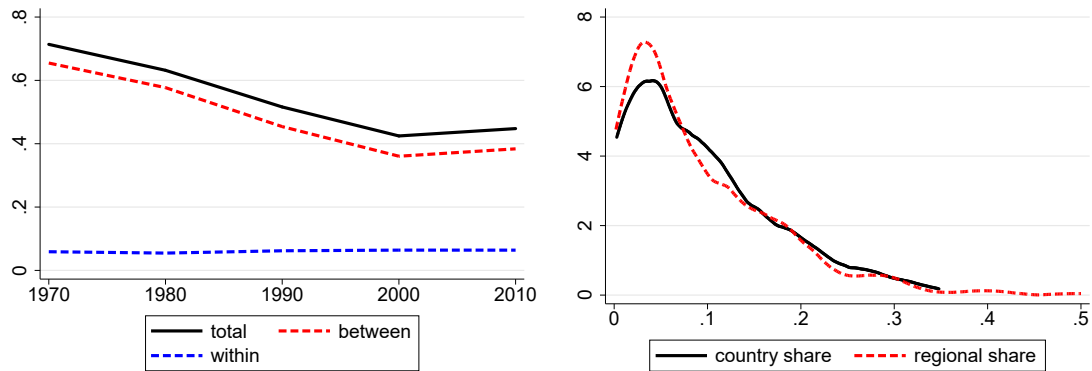 .8
.6
.4
.2
0
1970 1980 1990 2000 2010
total between
within
8
6
4
2
0
0 .1 .2 .3 .4 .5
country share regional share